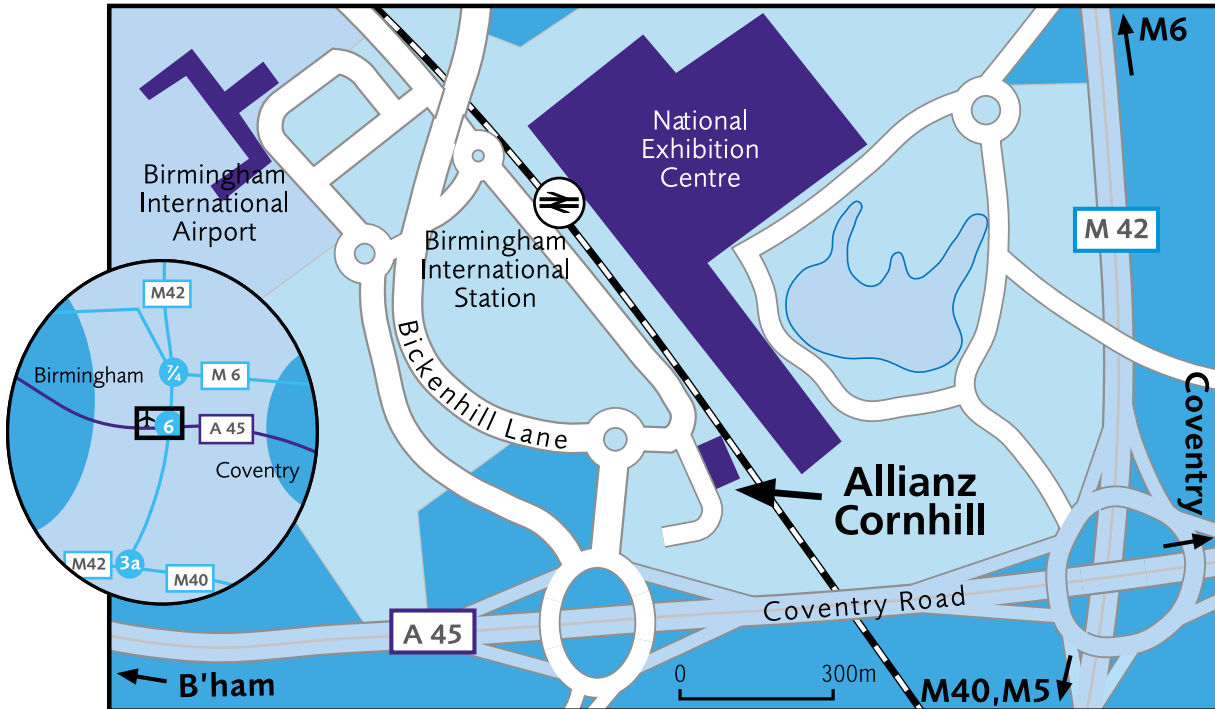 M6
National
Exhibition
Centre
Birmingham
International
Airport
M 42
Birmingham
International
Station
M42
Bickenhill Lane
Birmingham
7/4
M 6
6
A 45
Coventry
Coventry
Allianz
Cornhill
M42
3a
M40
Coventry Road
A 45
B'ham
0 300m
M40,M5